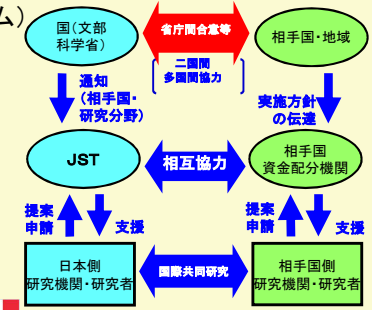 ム)
国(文部
科学省)
省庁間合意等
相手国・地域
二国間
多国間協力
通知
(相手国・
研究分野)
実施方針
の伝達
JST
相互協力
相手国
資金配分機関
提案
申請
支援
提案
申請
支援
日本側
研究機関・研究者
国際共同研究
相手国側
研究機関・研究者